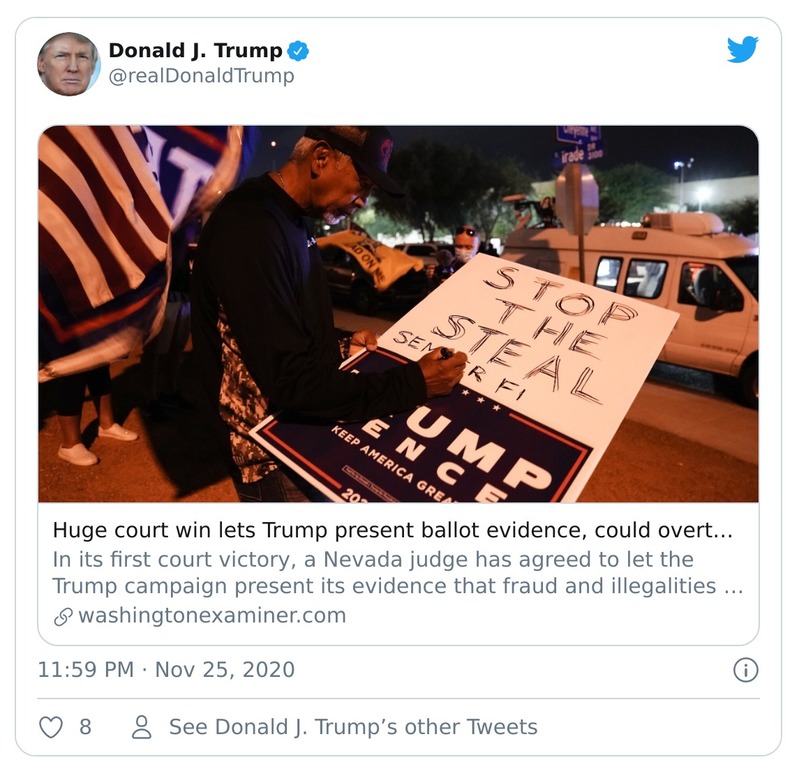 Donald J. Trump
@realDonaldTrump
Cheyenne
Trade
STOP
THE
STEAL
FI
UMP
ENCE
KEEP AMERICA GREA
202
Huge court win lets Trump present ballot evidence, could overt…
In its first court victory, a Nevada judge has agreed to let the
Trump campaign present its evidence that fraud and illegalities …
washingtonexaminer.com
11:59 PM · Nov 25, 2020
8 See Donald J. Trump’s other Tweets